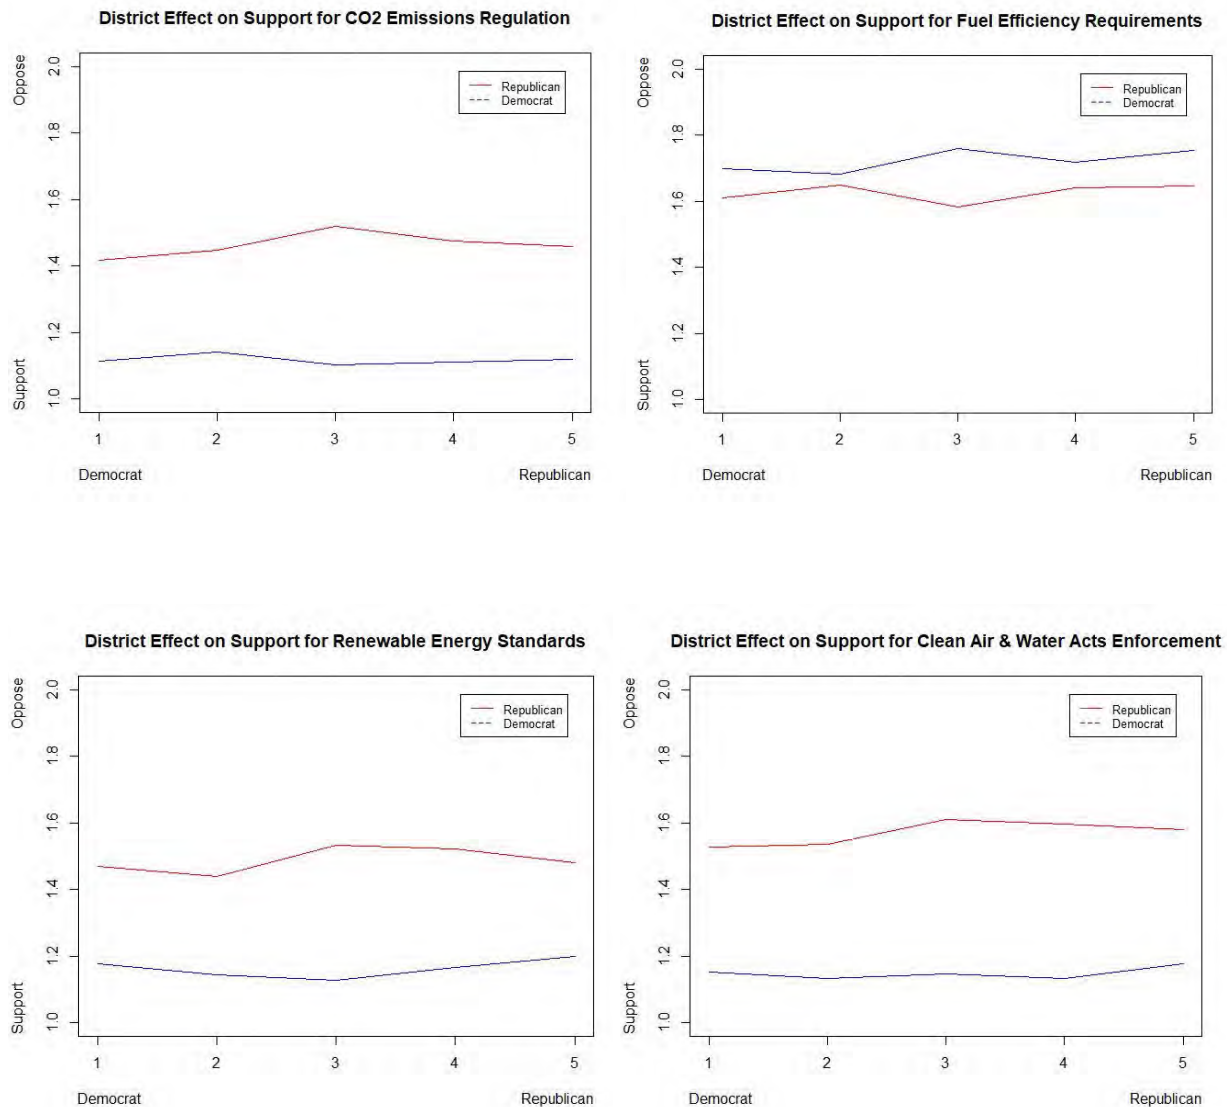 District Effect on Support for CO2 Emissions Regulation
Oppose
Support
2.0
1.8
1.6
1.4
1.2
1.0
Republican
Democrat
1 2 3 4 5
Democrat Republican
District Effect on Support for Fuel Efficiency Requirements
Oppose
Support
2.0
1.8
1.6
1.4
1.2
1.0
Republican
Democrat
1 2 3 4 5
Democrat Republican
District Effect on Support for Renewable Energy Standards
Oppose
Support
2.0
1.8
1.6
1.4
1.2
1.0
Republican
Democrat
1 2 3 4 5
Democrat Republican
District Effect on Support for Clean Air & Water Acts Enforcement
Oppose
Support
2.0
1.8
1.6
1.4
1.2
1.0
Republican
Democrat
1 2 3 4 5
Democrat Republican